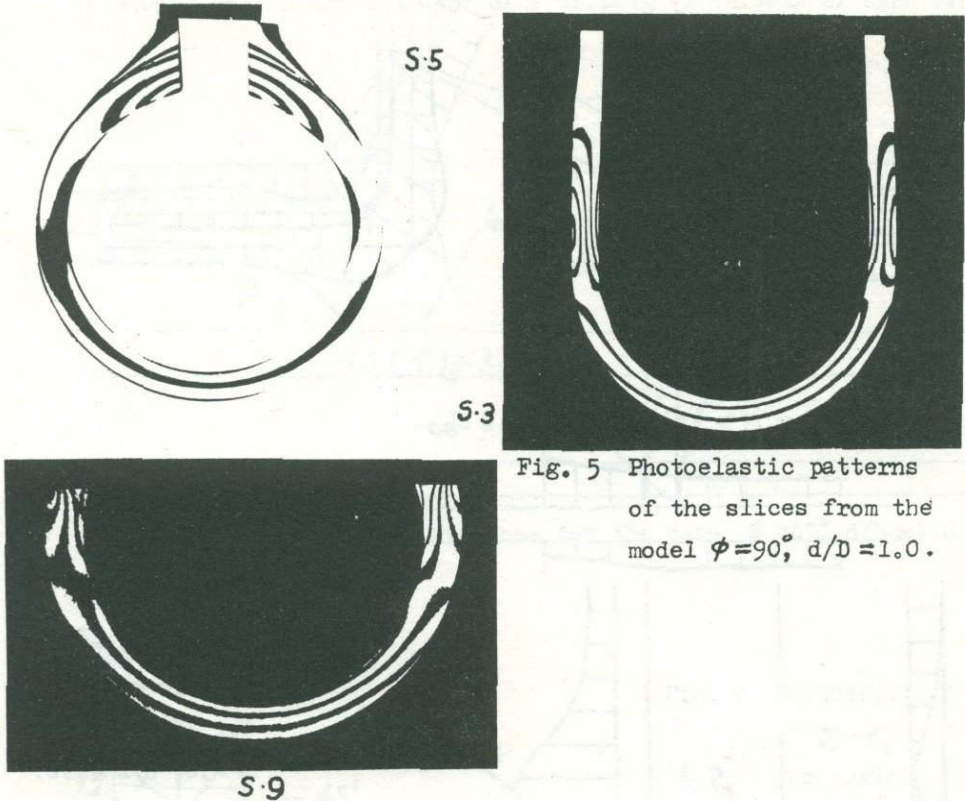 S.5
S.3
Fig. 5 Photoelastic patterns
of the slices from the
model ϕ=90°, d/D=1.0.
S.9